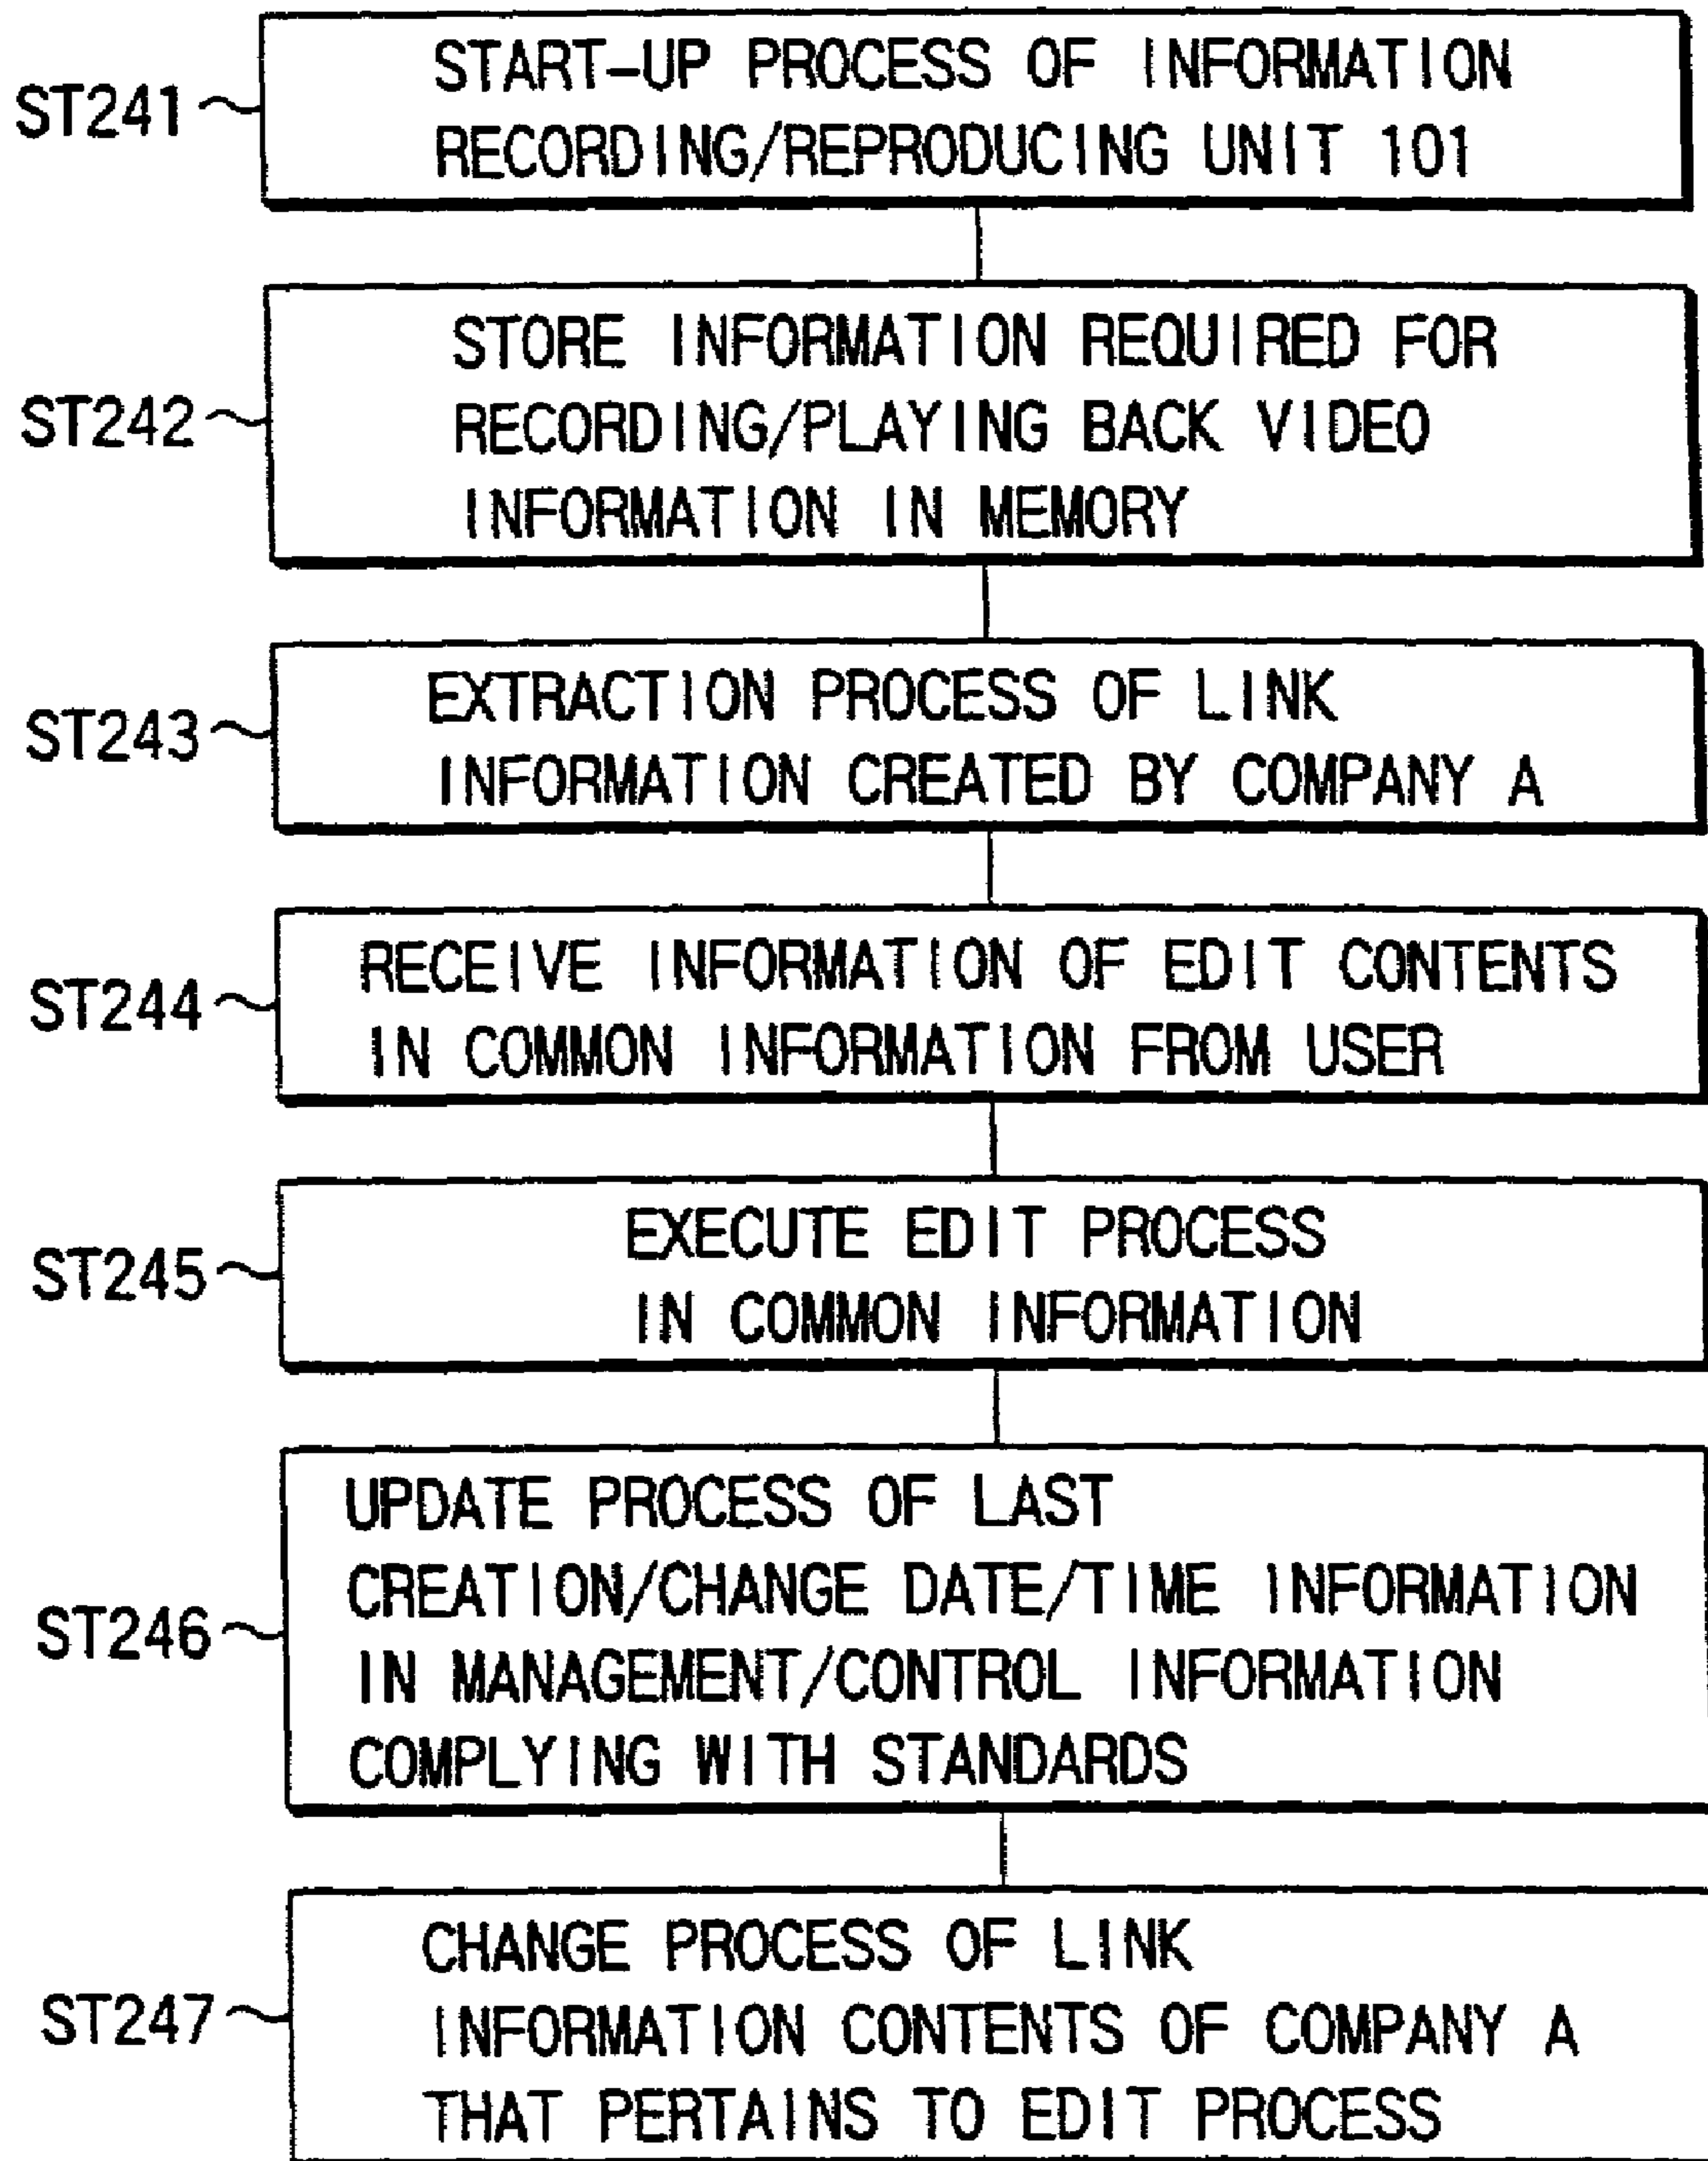 ST241
START-UP PROCESS OF INFORMATION
RECORDING/REPRODUCING UNIT 101
ST242
STORE INFORMATION REQUIRED FOR
RECORDING/PLAYING BACK VIDEO
INFORMATION IN MEMORY
ST243
EXTRACTION PROCESS OF LINK
INFORMATION CREATED BY COMPANY A
ST244
RECEIVE INFORMATION OF EDIT CONTENTS
IN COMMON INFORMATION FROM USER
ST245
EXECUTE EDIT PROCESS
IN COMMON INFORMATION
ST246
UPDATE PROCESS OF LAST
CREATION/CHANGE DATE/TIME INFORMATION
IN MANAGEMENT/CONTROL INFORMATION
COMPLYING WITH STANDARDS
ST247
CHANGE PROCESS OF LINK
INFORMATION CONTENTS OF COMPANY A
THAT PERTAINS TO EDIT PROCESS